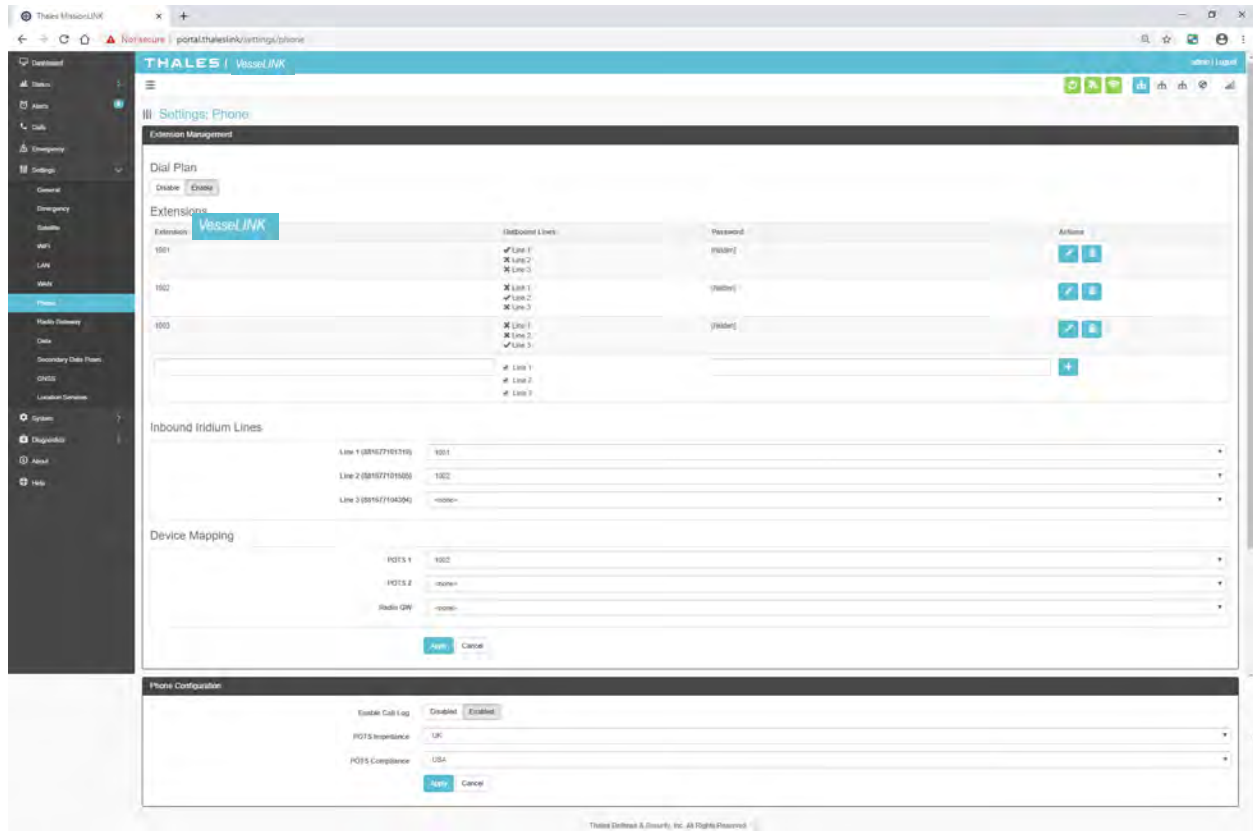 Thales MissionLINK
Not secure | portal.thaleslink/settings/phone
THALES | VesseLINK
admin | Logout
Dashboard
Status
Alerts
Calls
Emergency
Settings
General
Emergency
Satellite
WiFi
LAN
WAN
Phone
Radio Gateway
Data
Secondary Data Flows
GNSS
Location Services
System
Diagnostics
About
Help
Settings: Phone
Extension Management
Dial Plan
Disable Enable
Extensions
VesseLINK
Extension Outbound Lines Password Actions
1001 Line 1 [hidden]
Line 2
Line 3
1002 Line 1 [hidden]
Line 2
Line 3
1003 Line 1 [hidden]
Line 2
Line 3
Line 1
Line 2
Line 3
Inbound Iridium Lines
Line 1 1001
Line 2 1002
Line 3 <none>
Device Mapping
POTS 1 1002
POTS 2 <none>
Radio GW <none>
Apply Cancel
Phone Configuration
Enable Call Log Disabled Enabled
POTS Impedance UK
POTS Compliance USA
Apply Cancel
Thales Defense & Security, Inc. All Rights Reserved.